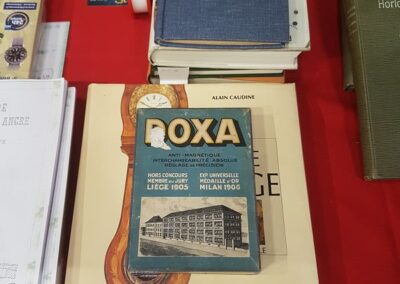 ALAIN CAUDINE
DOXA
ANTI-MAGNÉTIQUE
INTERCHANGEABILITÉ ABSOLUE
RÉGLAGE DE PRÉCISION
HORS CONCOURS
MEMBRE DU JURY
LIÈGE 1905
EXP. UNIVERSELLE
MÉDAILLE D'OR
MILAN 1906